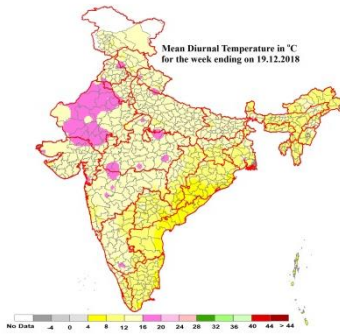 Mean Diurnal Temperature in °C
for the week ending on 19.12.2018
No Data -4 0 4 8 12 16 20 24 28 32 36 40 44 > 44